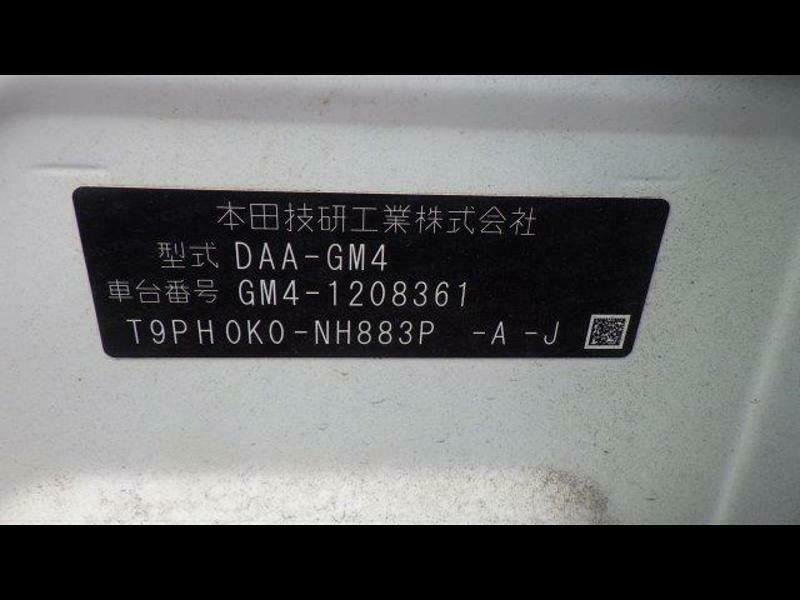 本田技研工業株式会社
型式 DAA-GM4
車台番号 GM4-1208361
T9PH0K0-NH883P -A-J